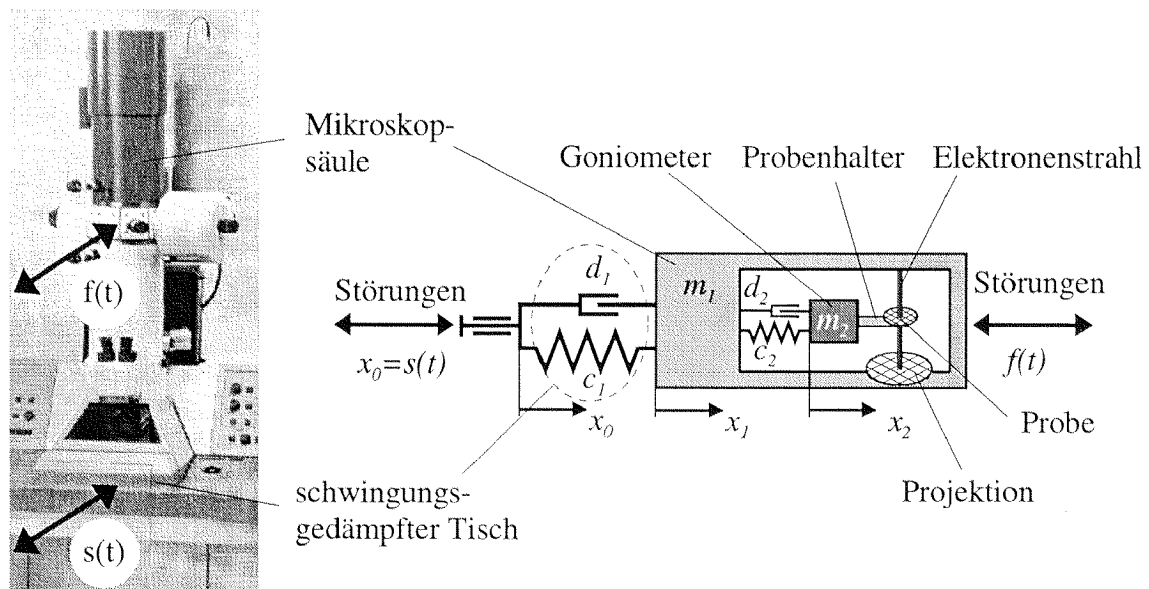 Mikroskop-
säule
Goniometer Probenhalter Elektronenstrahl
f(t)
Störungen
d₁
m₁
d₂
m₂
c₂
Störungen
x₀=s(t)
c₁
f(t)
x₀
x₁
x₂
Probe
Projektion
schwingungs-
gedämpfter Tisch
s(t)